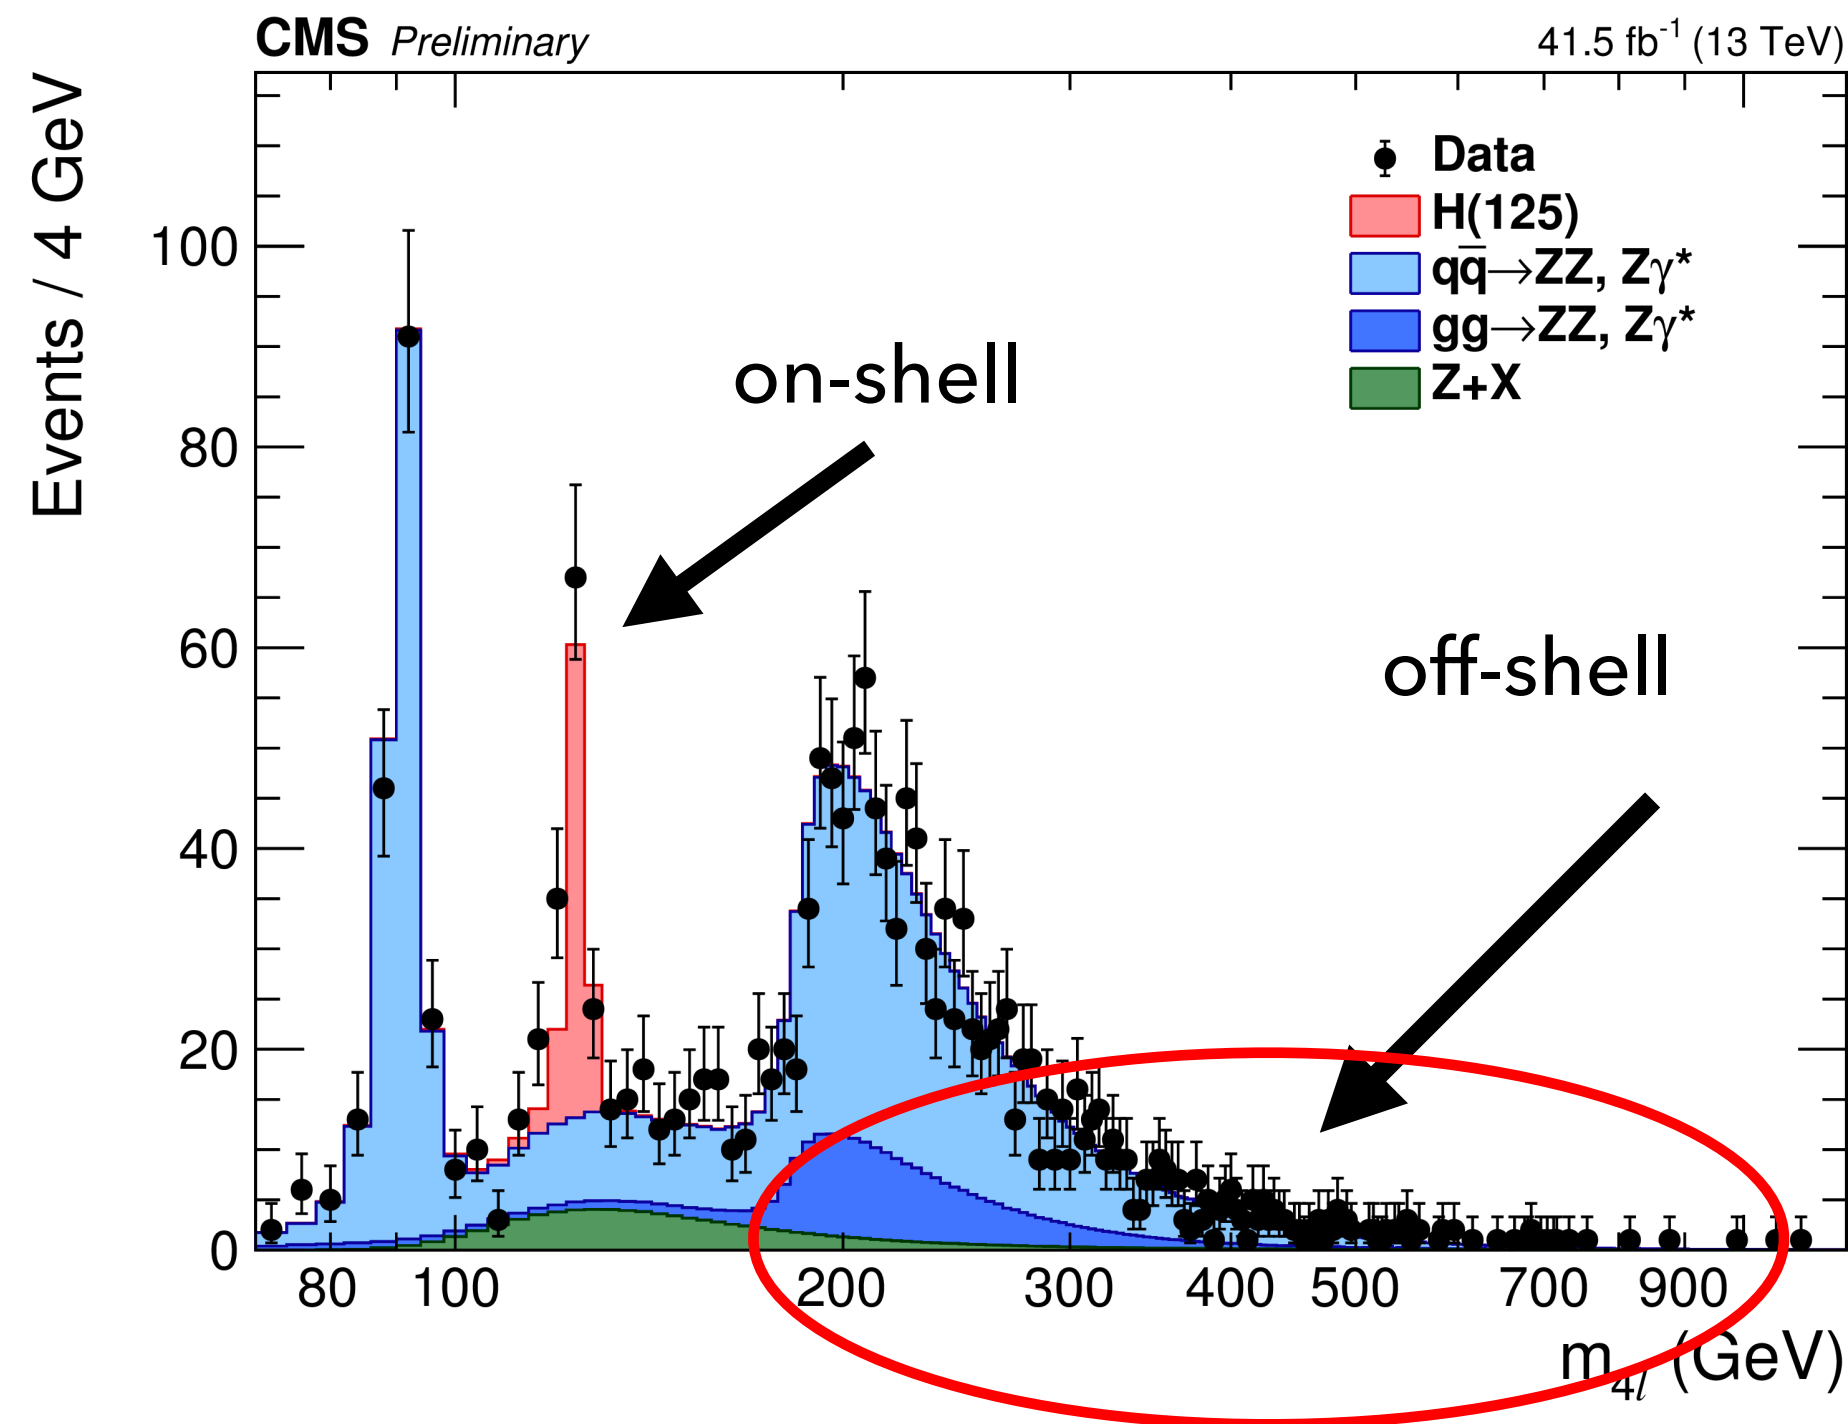 CMS Preliminary
41.5 fb⁻¹ (13 TeV)
Events / 4 GeV
Data
H(125)
qq̅→ZZ, Zγ*
gg→ZZ, Zγ*
Z+X
on-shell
off-shell
100
80
60
40
20
0
80 100 200 300 400 500 700 900
m₄ₗ (GeV)